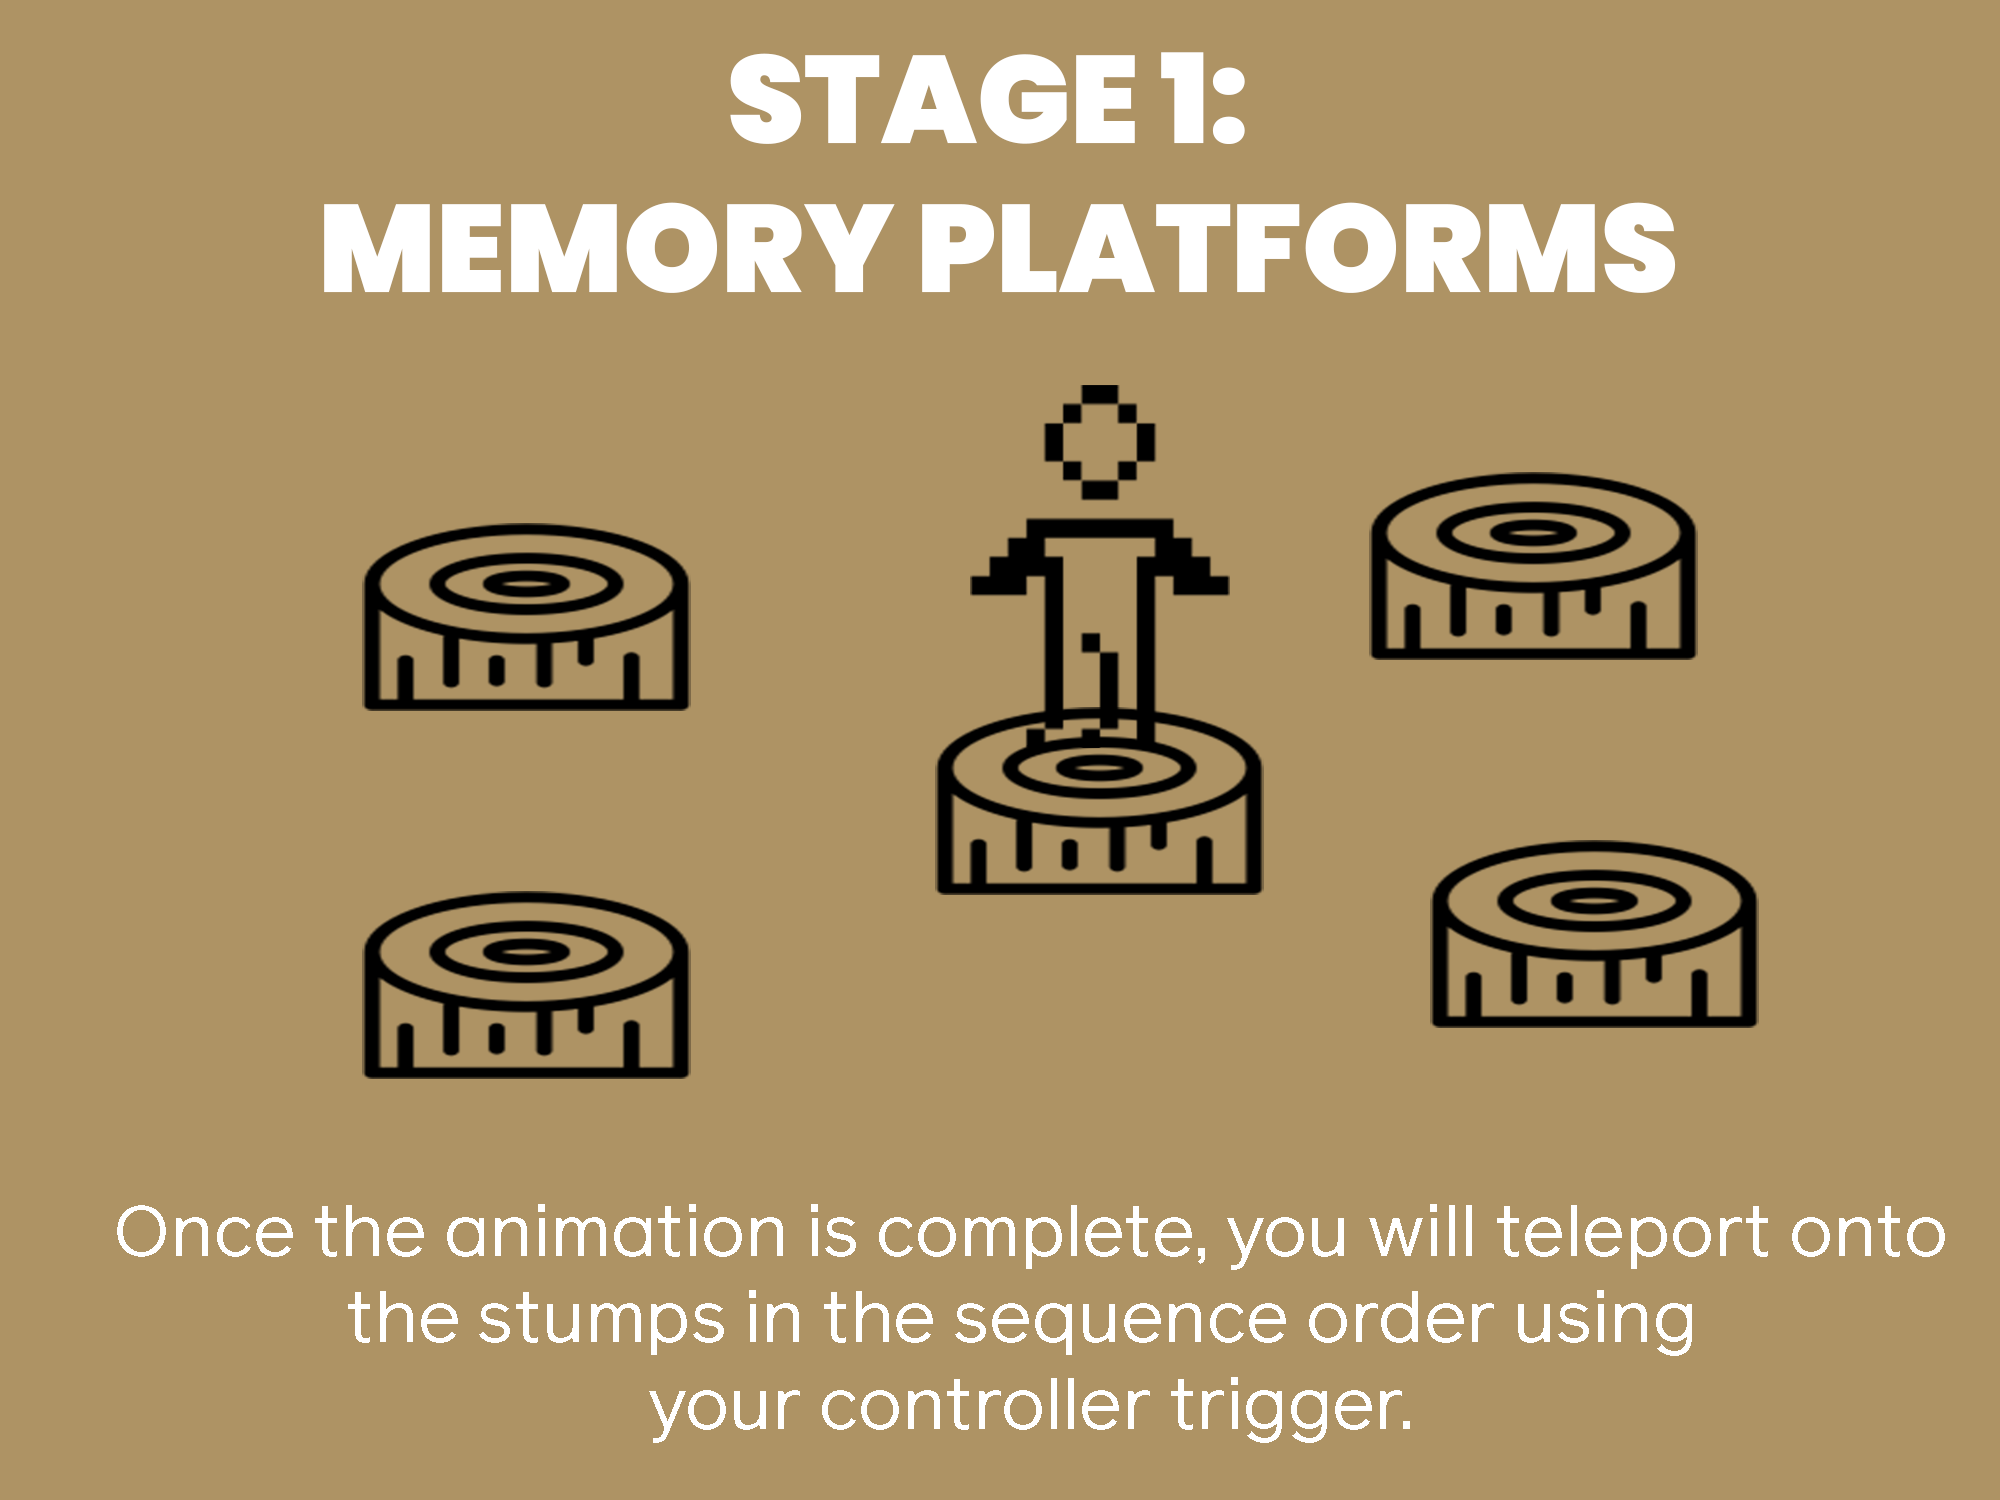 STAGE 1:
MEMORY PLATFORMS
Once the animation is complete, you will teleport onto
the stumps in the sequence order using
your controller trigger.